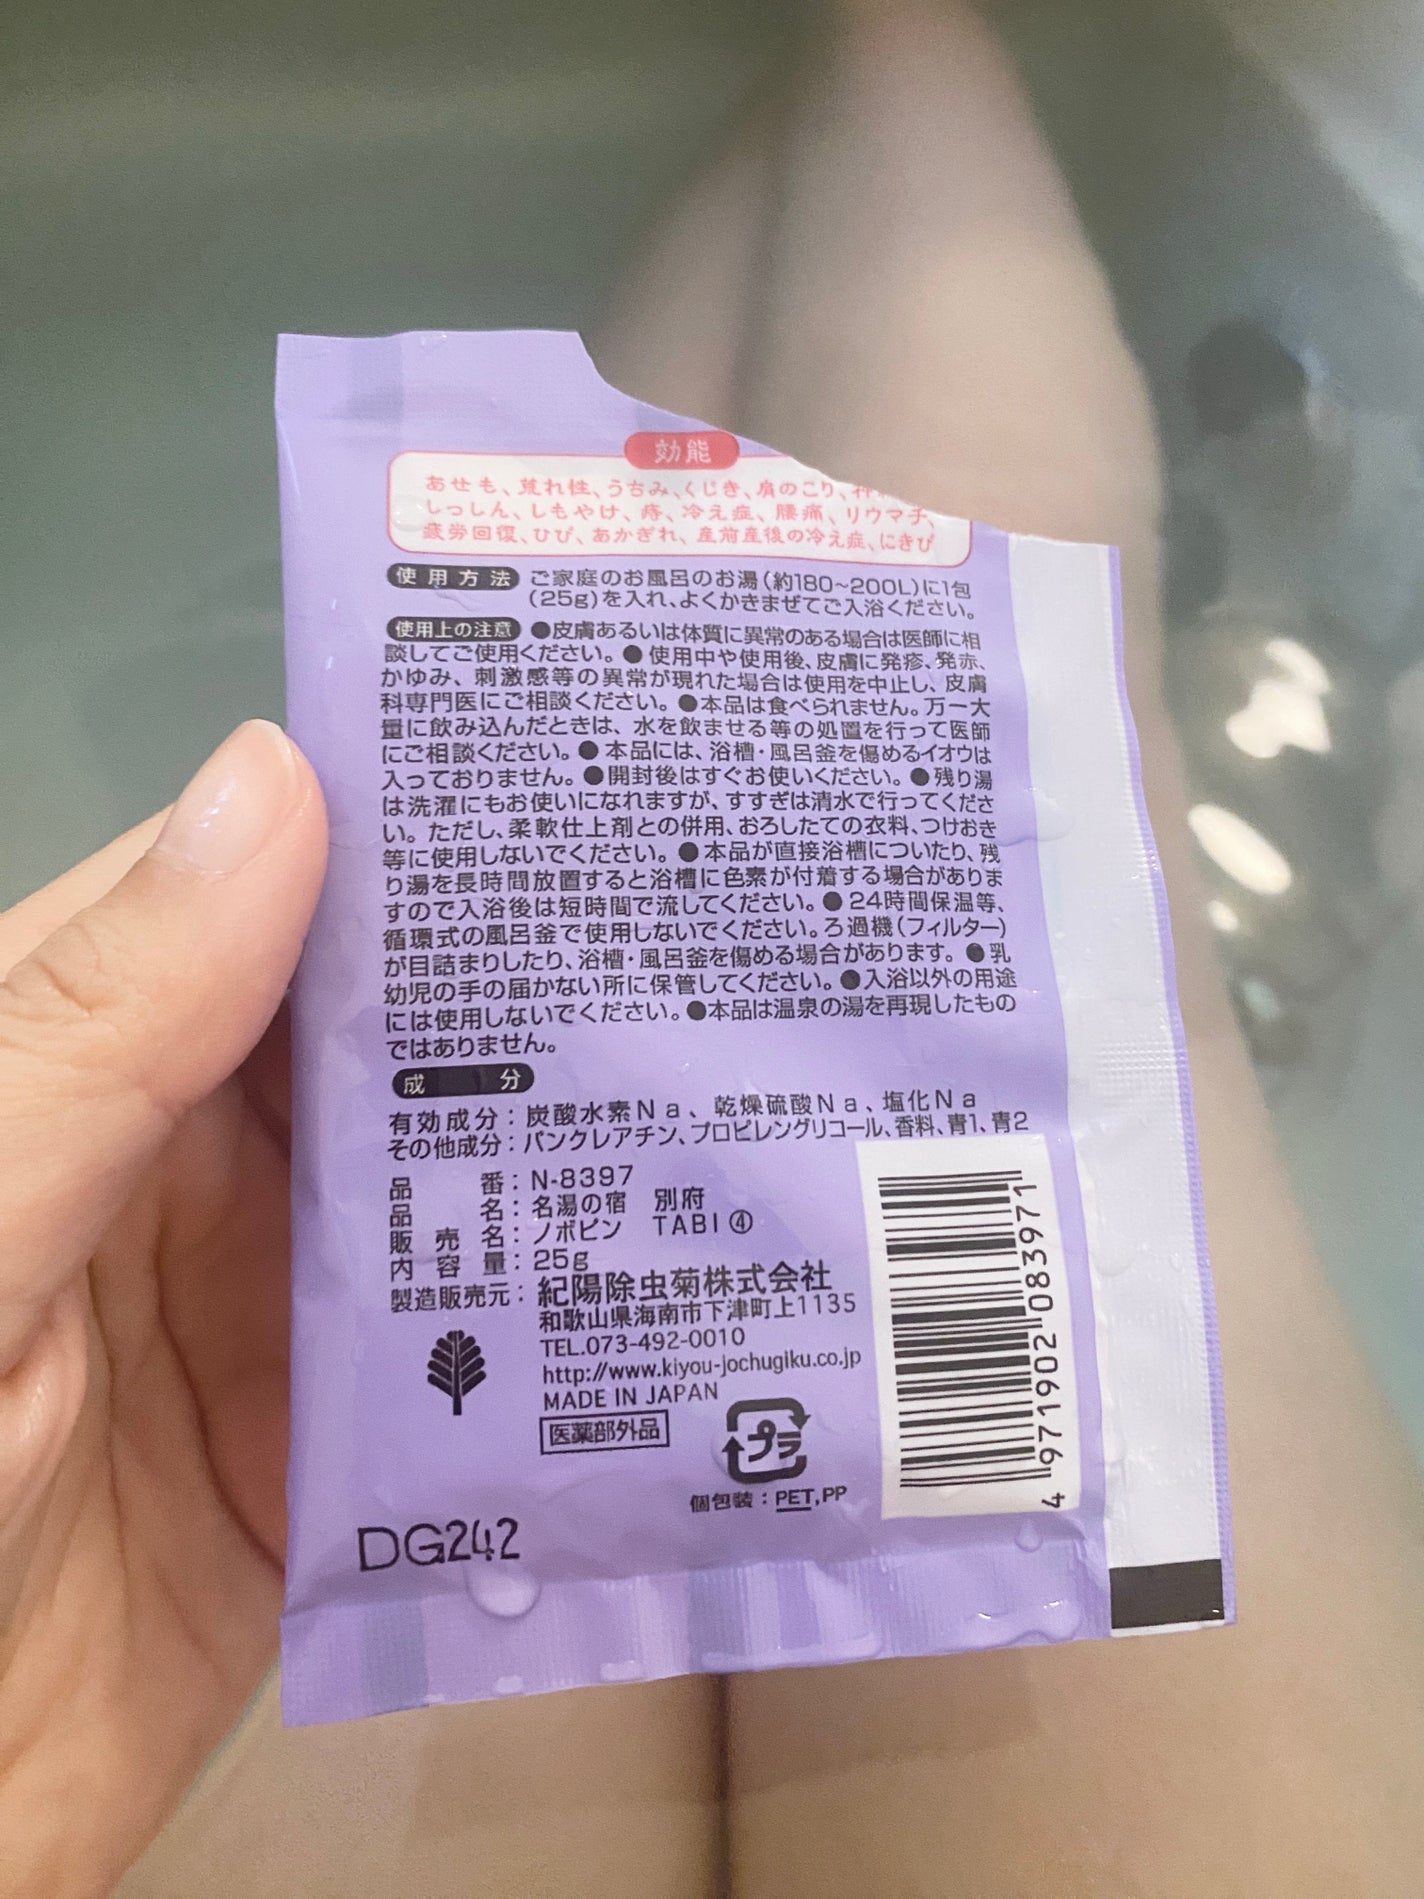 効能
あせも、荒れ性、うちみ、くじき、肩のこり、
しっしん、しもやけ、痔、冷え症、腰痛、リウマチ、
疲労回復、ひび、あかぎれ、産前産後の冷え症、にきび
使用方法 ご家庭のお風呂のお湯(約180~200L)に1包
(25g)を入れ、よくかきまぜてご入浴ください。
使用上の注意 ●皮膚あるいは体質に異常のある場合は医師に相
談してご使用ください。●使用中や使用後、皮膚に発疹、発赤、
かゆみ、刺激感等の異常が現れた場合は使用を中止し、皮膚
科専門医にご相談ください。●本品は食べられません。万一大
量に飲み込んだときは、水を飲ませる等の処置を行って医師
にご相談ください。●本品には、浴槽・風呂釜を傷めるイオウは
入っておりません。●開封後はすぐお使いください。●残り湯
は洗濯にもお使いになれますが、すすぎは清水で行ってくださ
い。ただし、柔軟仕上剤との併用、おろしたての衣料、つけおき
等に使用しないでください。●本品が直接浴槽についたり、残
り湯を長時間放置すると浴槽に色素が付着する場合がありま
すので入浴後は短時間で流してください。●24時間保温等、
循環式の風呂釜で使用しないでください。ろ過機(フィルター)
が目詰まりしたり、浴槽・風呂釜を傷める場合があります。●乳
幼児の手の届かない所に保管してください。●入浴以外の用途
には使用しないでください。●本品は温泉の湯を再現したもの
ではありません。
成分
有効成分:炭酸水素Na、乾燥硫酸Na、塩化Na
その他成分:パンクレアチン、プロピレングリコール、香料、青1、青2
品番:N-8397
品名:名湯の宿 別府
販売名:ノボピン TABI④
内容量:25g
製造販売元:紀陽除虫菊株式会社
和歌山県海南市下津町上1135
TEL.073-492-0010
http://www.kiyou-jochugiku.co.jp
MADE IN JAPAN
医薬部外品
プラ
個包装:PET,PP
4 971902 083971
DG242